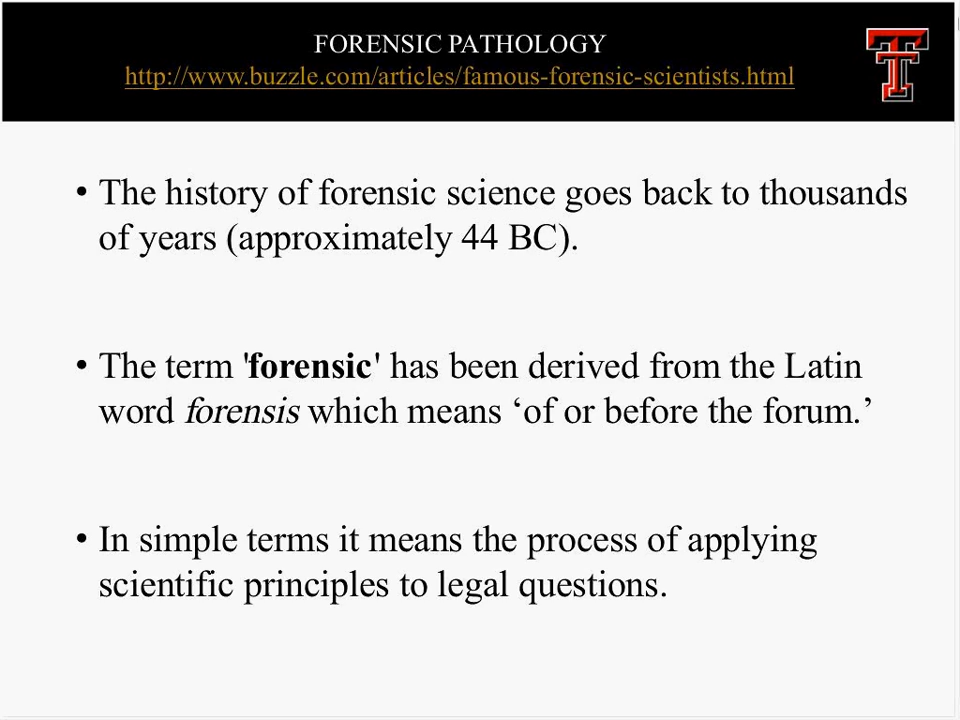 FORENSIC PATHOLOGY
http://www.buzzle.com/articles/famous-forensic-scientists.html
• The history of forensic science goes back to thousands
of years (approximately 44 BC).
• The term 'forensic' has been derived from the Latin
word forensis which means ‘of or before the forum.’
• In simple terms it means the process of applying
scientific principles to legal questions.